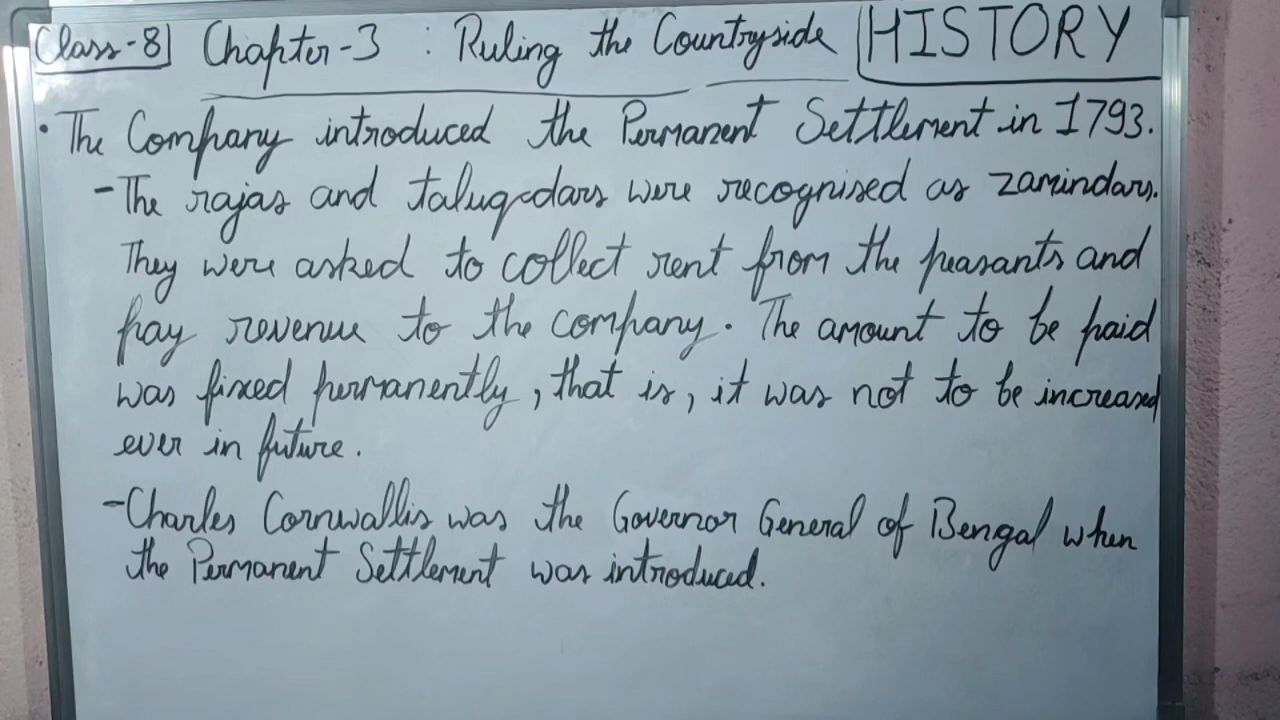 Class-8 Chapter-3 : Ruling the Countryside HISTORY
• The Company introduced the Permanent Settlement in 1793.
- The rajas and taluqdars were recognised as zamindars.
They were asked to collect rent from the peasants and
pay revenue to the company. The amount to be paid
was fixed permanently, that is, it was not to be increased
ever in future.
- Charles Cornwallis was the Governor General of Bengal when
the Permanent Settlement was introduced.